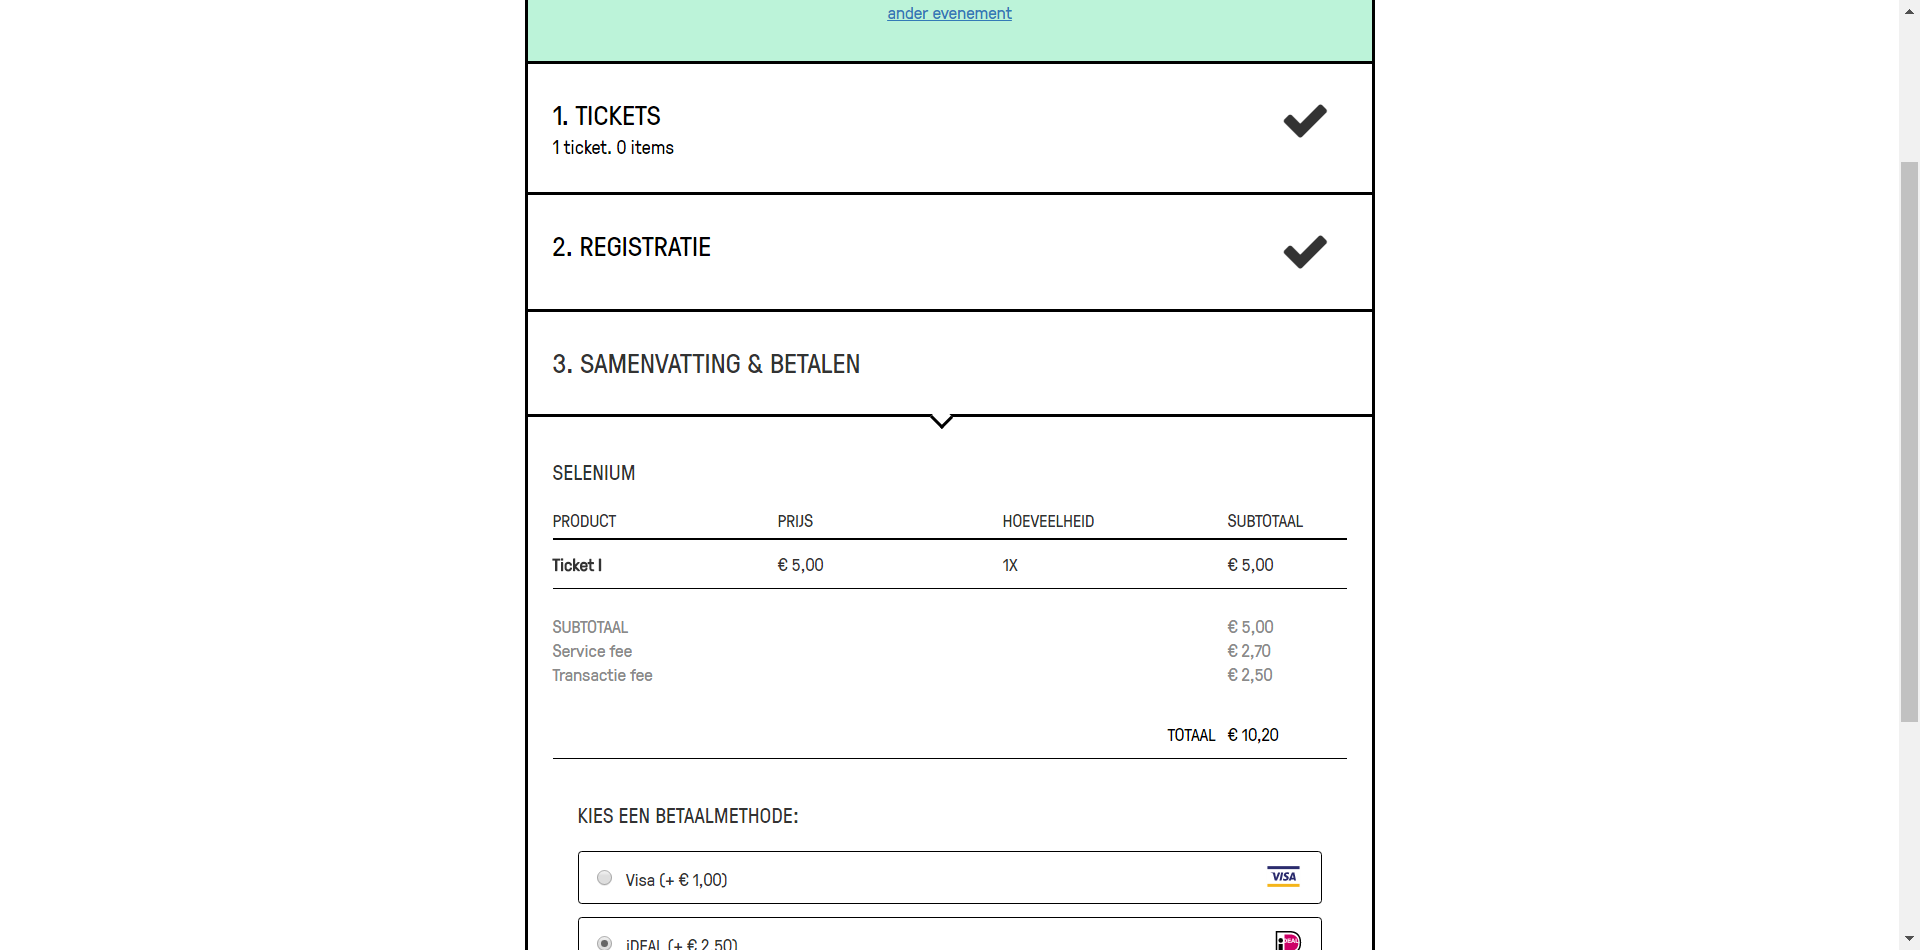 ander evenement
1. TICKETS
1 ticket. 0 items
2. REGISTRATIE
3. SAMENVATTING & BETALEN
SELENIUM
PRODUCT PRIJS HOEVEELHEID SUBTOTAAL
Ticket I € 5,00 1X € 5,00
SUBTOTAAL € 5,00
Service fee € 2,70
Transactie fee € 2,50
TOTAAL € 10,20
KIES EEN BETAALMETHODE:
Visa (+ € 1,00) VISA
iDEAL (+ € 2,50) iDEAL